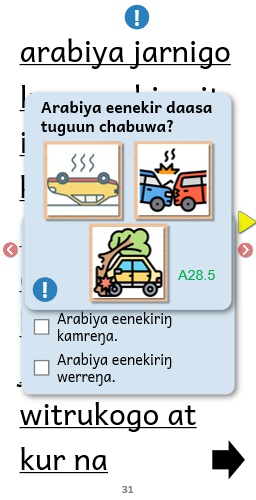 arabiya jarnigo
Arabiya eenekir daasa
tuguun chabuwa?
A28.5
Arabiya eenekiriŋ
kamreŋa.
Arabiya eenekiriŋ
werreŋa.
witrukogo at
kur na
31